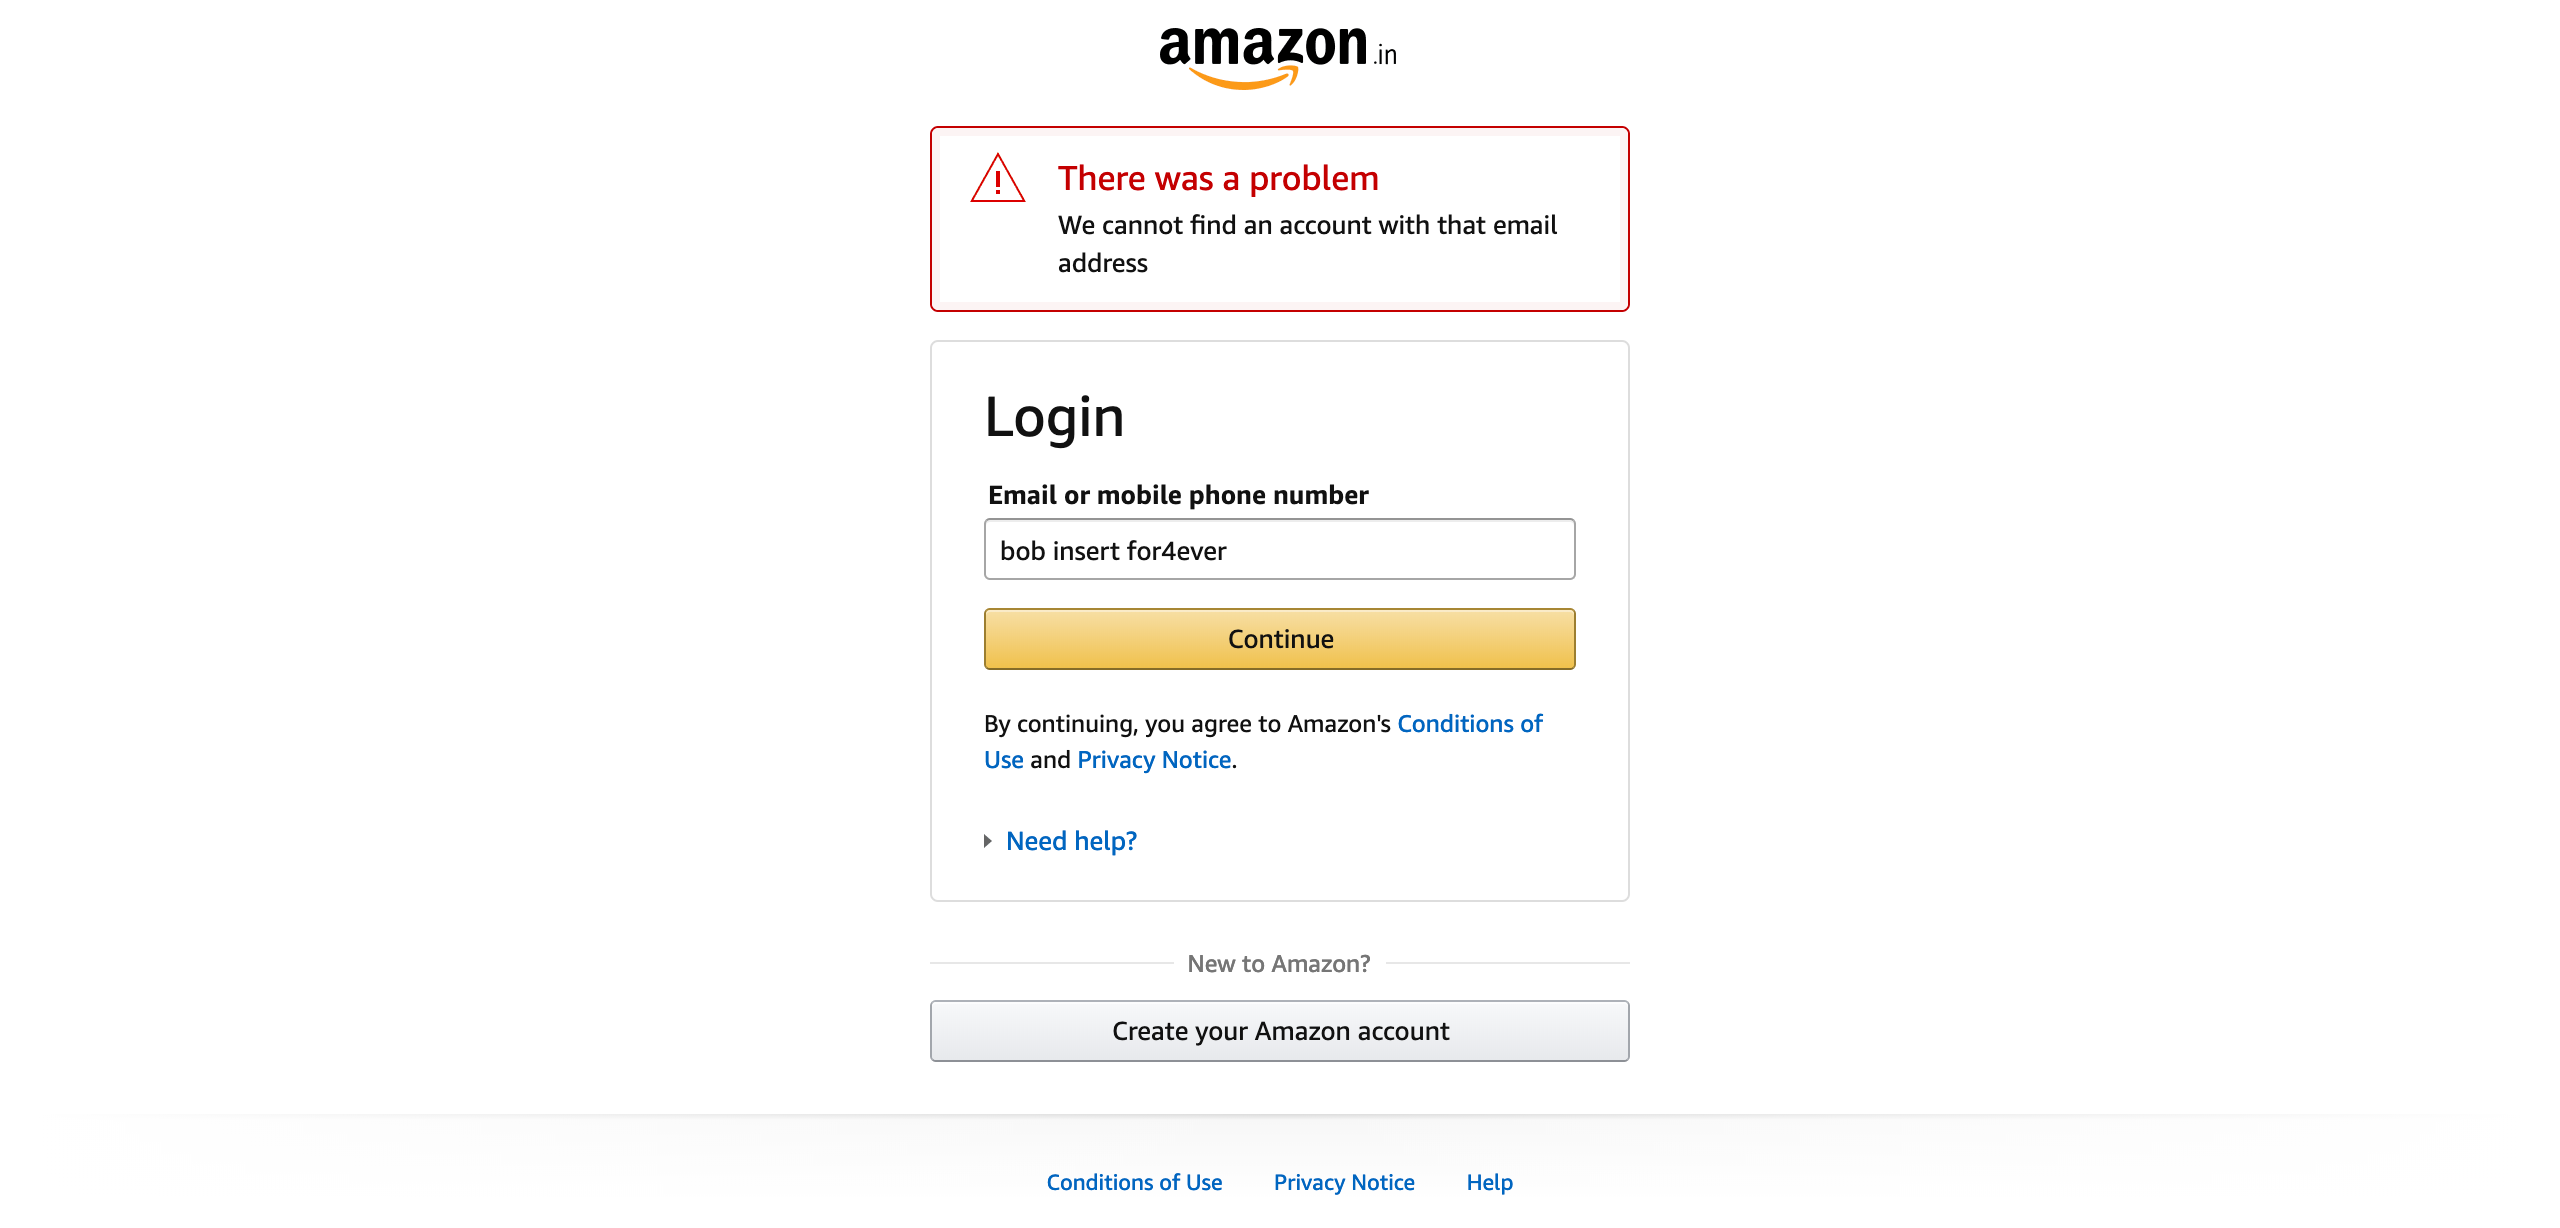 amazon.in
There was a problem
We cannot find an account with that email
address
Login
Email or mobile phone number
bob insert for4ever
Continue
By continuing, you agree to Amazon's Conditions of
Use and Privacy Notice.
Need help?
New to Amazon?
Create your Amazon account
Conditions of Use Privacy Notice Help